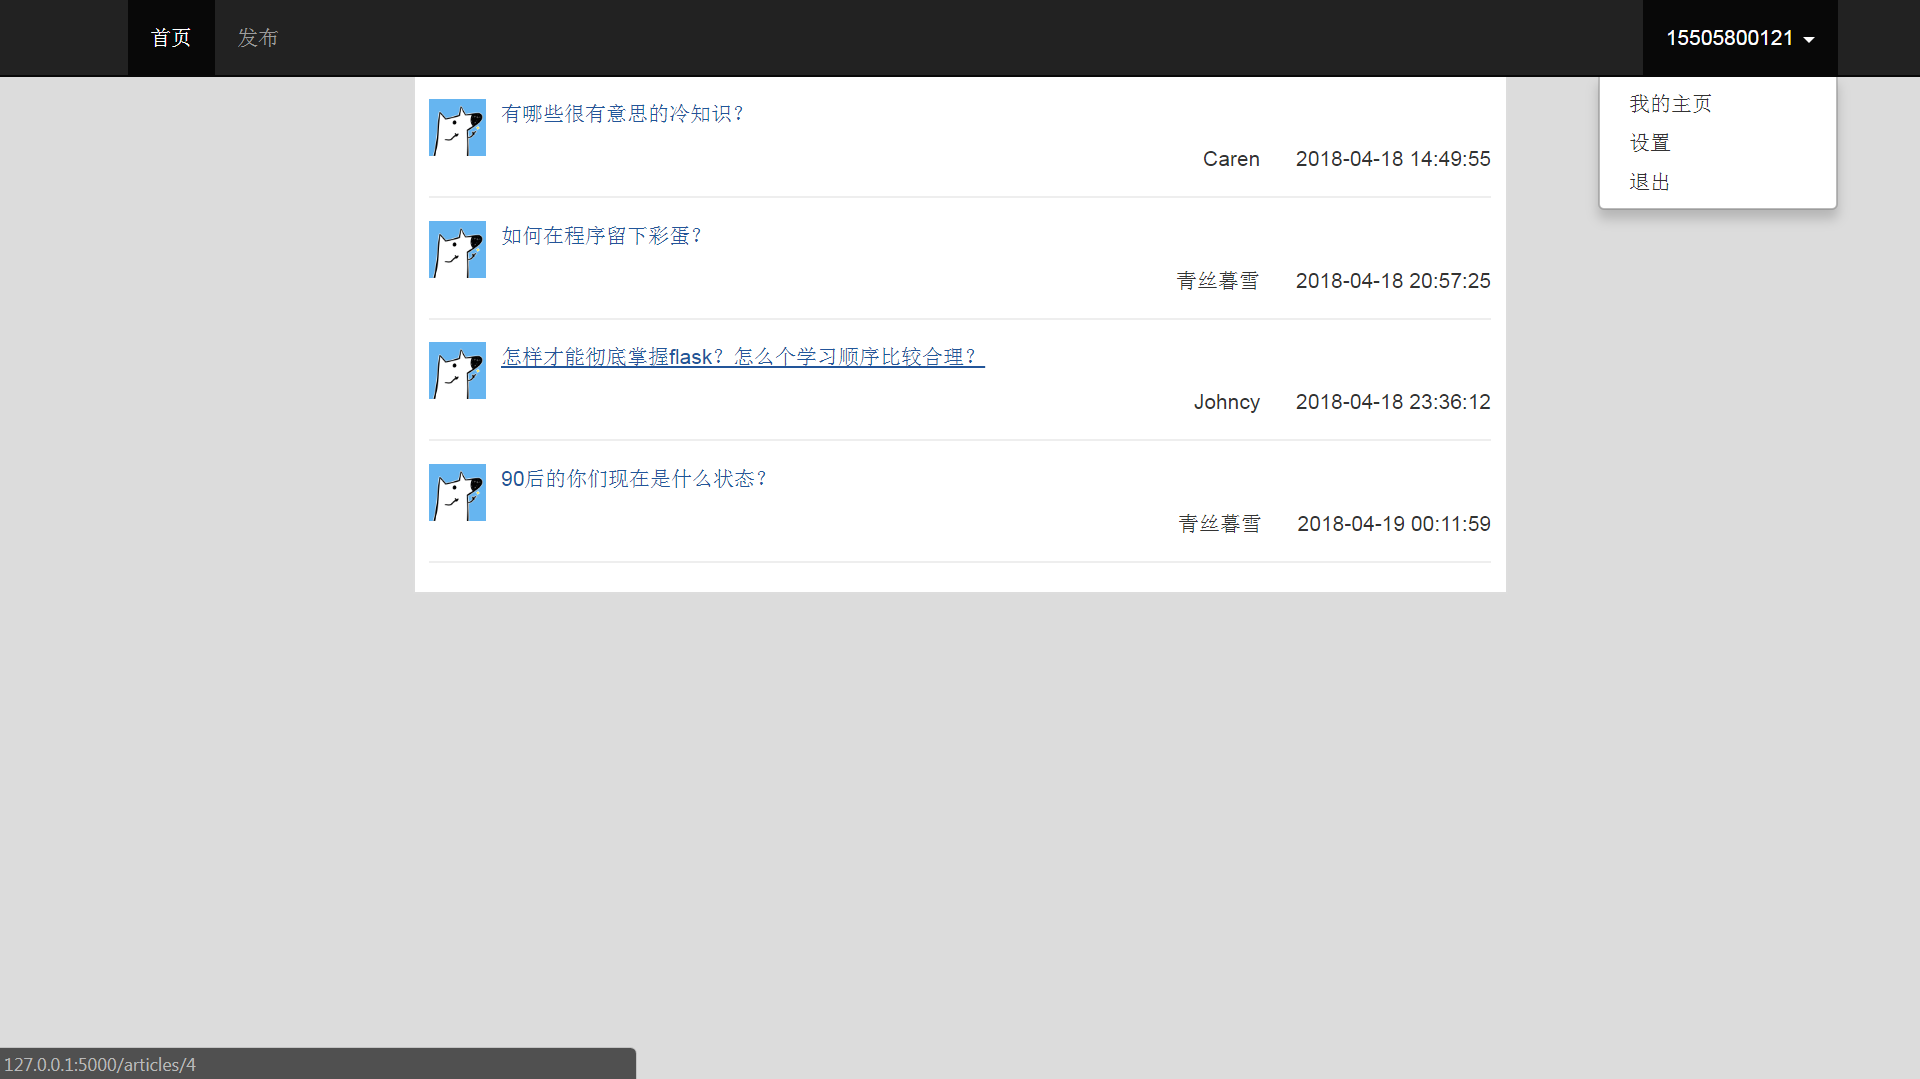 首页 发布 15505800121
我的主页
设置
退出
有哪些很有意思的冷知识？
Caren 2018-04-18 14:49:55
如何在程序留下彩蛋？
青丝暮雪 2018-04-18 20:57:25
怎样才能彻底掌握flask？怎么个学习顺序比较合理？
Johncy 2018-04-18 23:36:12
90后的你们现在是什么状态？
青丝暮雪 2018-04-19 00:11:59
127.0.0.1:5000/articles/4